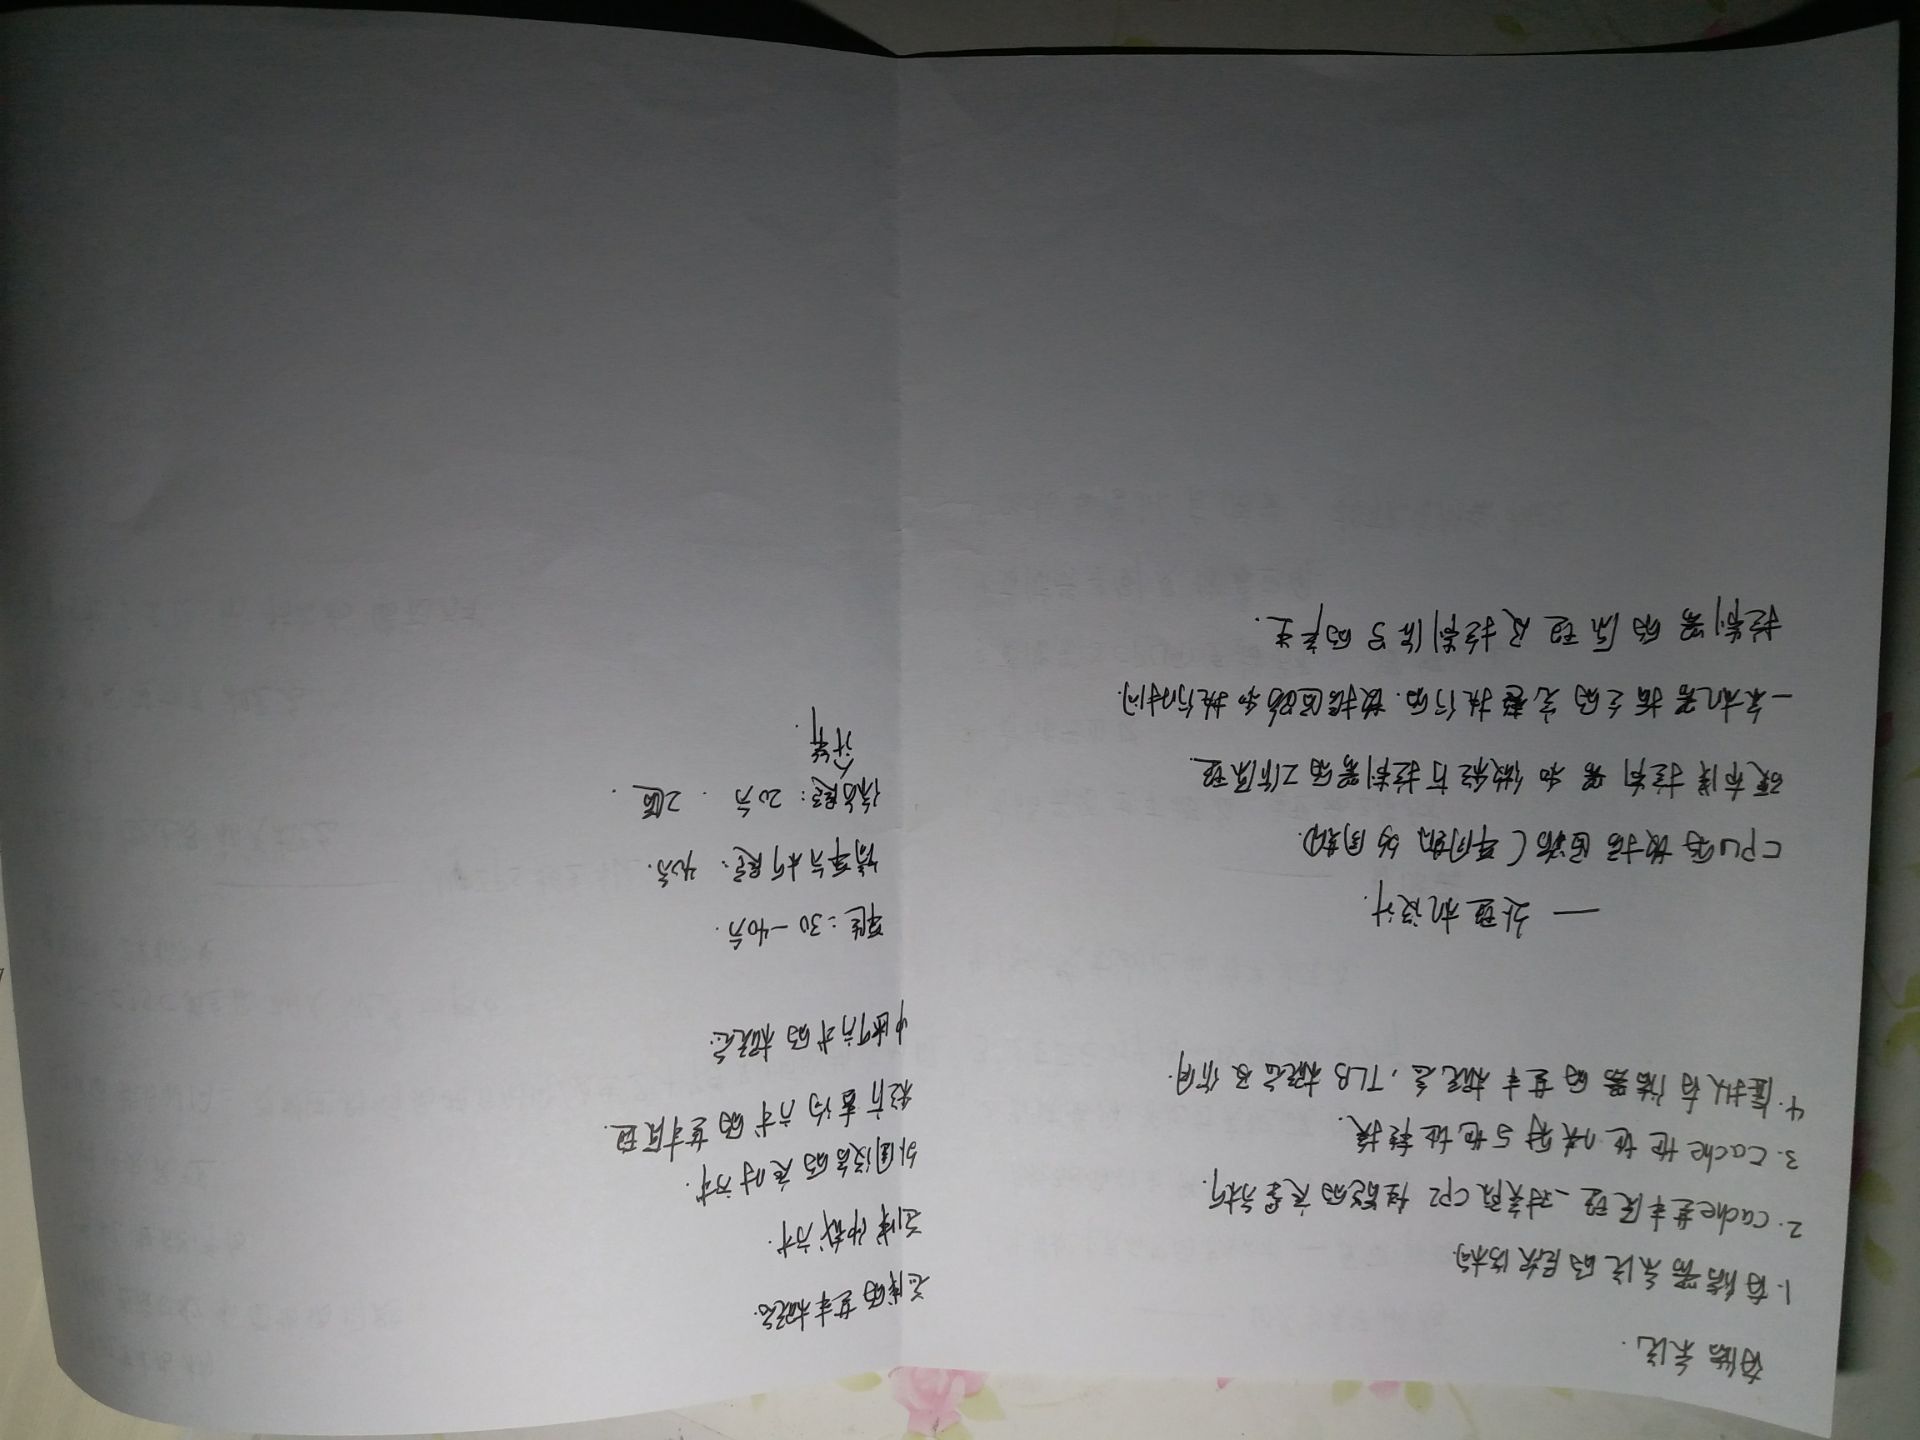 存储系统.
1. 存储器系统的层次结构.
2. cache基本原理、对实际CPI 性能的定量分析.
3. Cache 地址映射与地址转换.
4. 虚拟存储器的基本概念，TLB 概念及作用.
— 处理机设计.
CPU的数据通路(单周期 多周期).
硬布线控制器和微程序控制器的工作原理.
一条机器指令的完整执行的.数据通路和执行时间.
控制器的原理及控制信号的产生.
总线的基本概念.
总线仲裁方式.
外围设备的定时方式.
程序查询方式的基本原理.
中断方式的概念.
单选：30—40分.
简单分析题：40分.
综合题：20分. 2道.
计算.